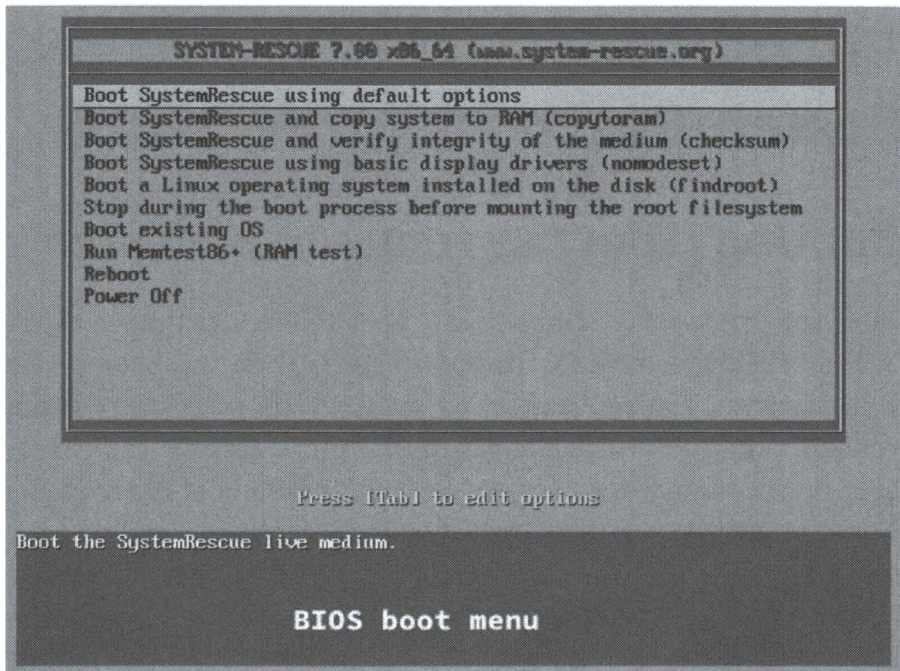 SYSTEM-RESCUE 7.00 x86_64 (www.system-rescue.org)
Boot SystemRescue using default options
Boot SystemRescue and copy system to RAM (copytoram)
Boot SystemRescue and verify integrity of the medium (checksum)
Boot SystemRescue using basic display drivers (nomodeset)
Boot a Linux operating system installed on the disk (findroot)
Stop during the boot process before mounting the root filesystem
Boot existing OS
Run Memtest86+ (RAM test)
Reboot
Power Off
Press [Tab] to edit options
Boot the SystemRescue live medium.
BIOS boot menu